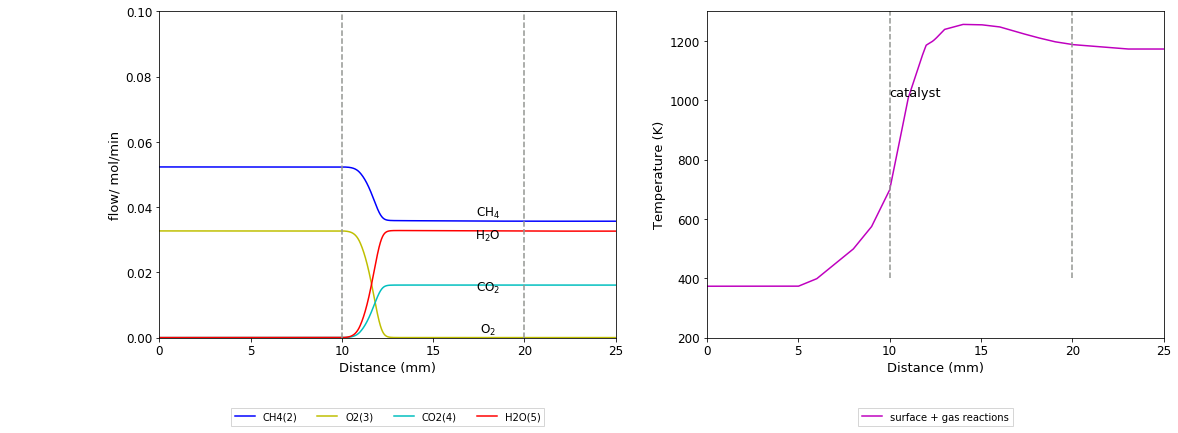 0.10
0.08
0.06
0.04
0.02
0.00
flow/ mol/min
CH4
H2O
CO2
O2
0 5 10 15 20 25
Distance (mm)
CH4(2) O2(3) CO2(4) H2O(5)
1200
1000
800
600
400
200
Temperature (K)
catalyst
0 5 10 15 20 25
Distance (mm)
surface + gas reactions